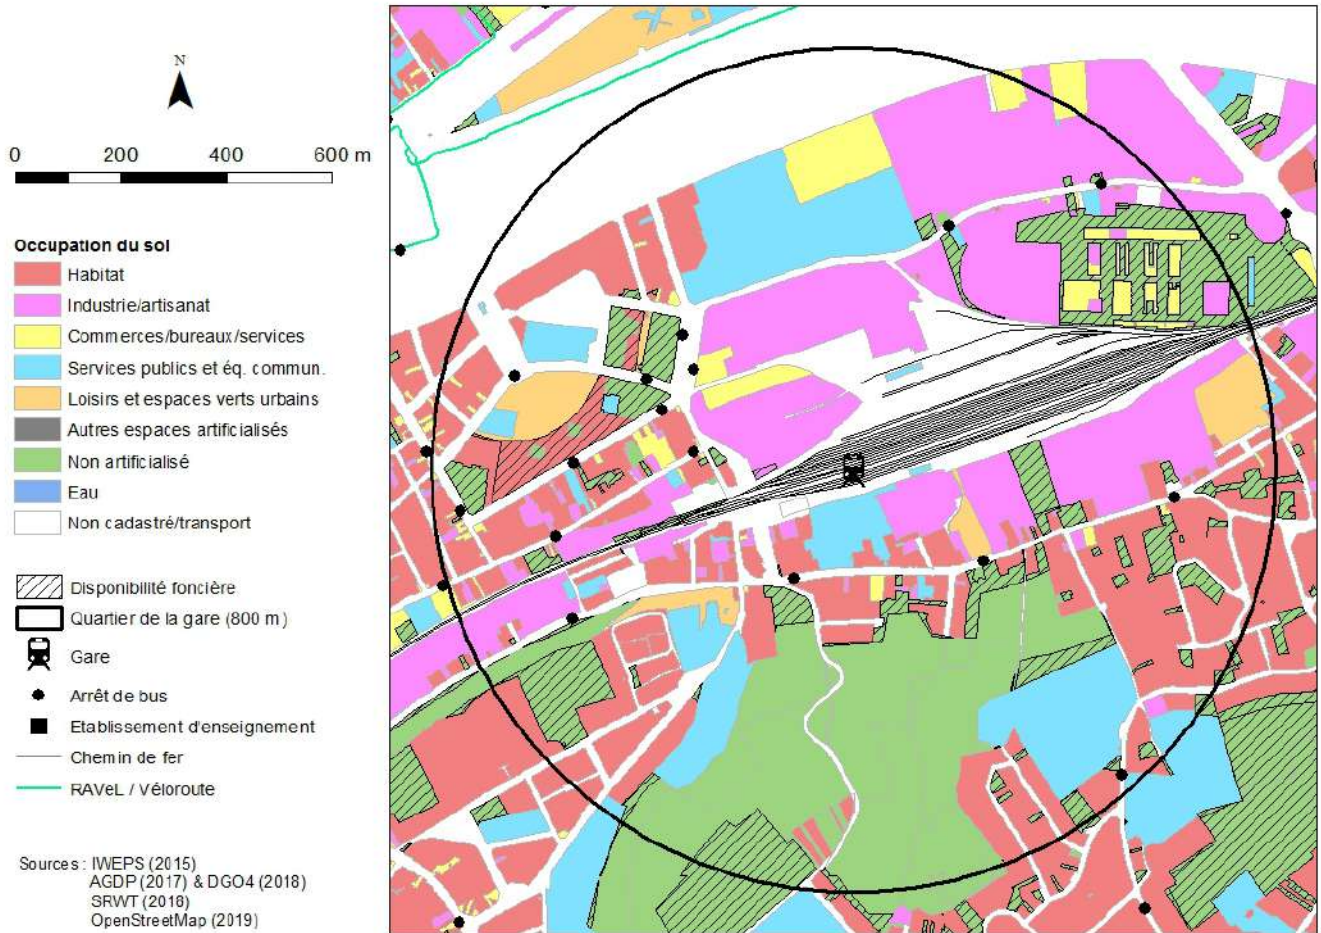 N
0 200 400 600 m
Occupation du sol
Habitat
Industrie/artisanat
Commerces/bureaux/services
Services publics et éq. commun.
Loisirs et espaces verts urbains
Autres espaces artificialisés
Non artificialisé
Eau
Non cadastré/transport
Disponibilité foncière
Quartier de la gare (800 m)
Gare
Arrêt de bus
Etablissement d'enseignement
Chemin de fer
RAVeL / Véloroute
Sources : IWEPS (2015)
AGDP (2017) & DGO4 (2018)
SRWT (2018)
OpenStreetMap (2019)